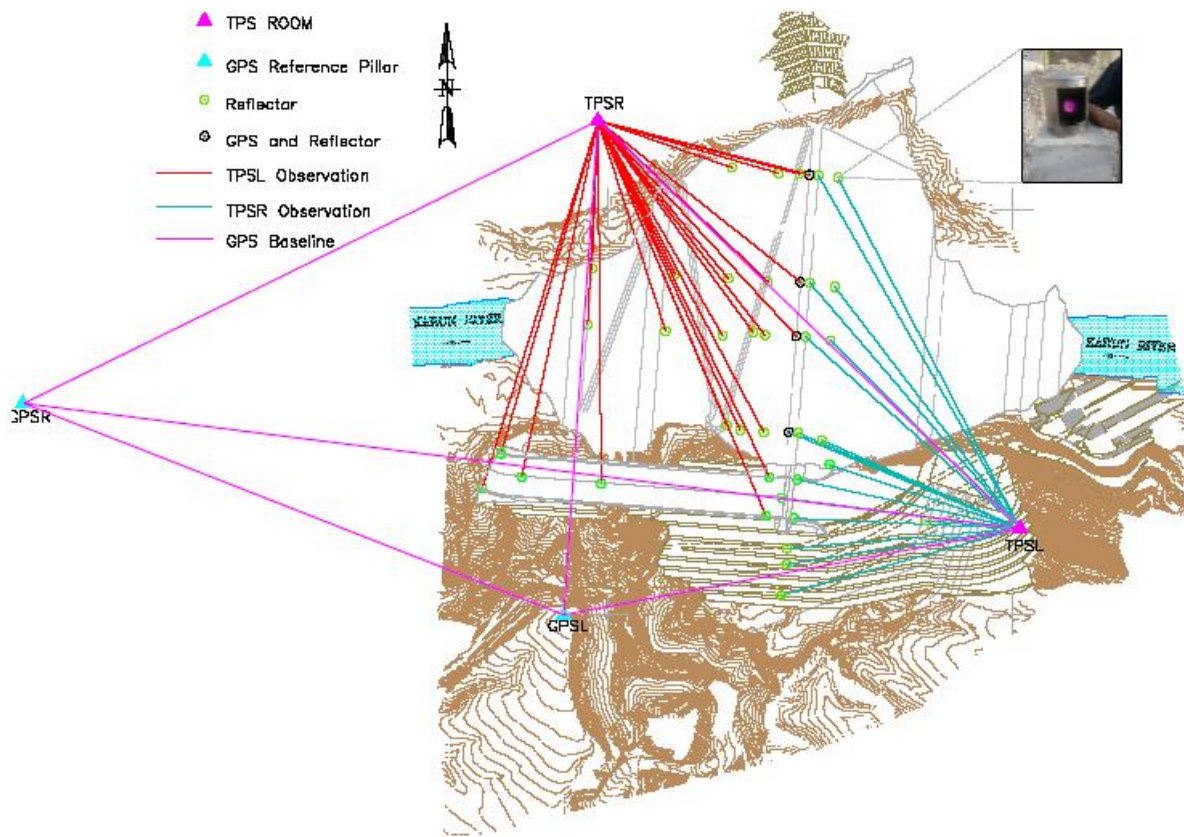 TPS ROOM
GPS Reference Pillar
Reflector
GPS and Reflector
TPSL Observation
TPSR Observation
GPS Baseline
N
TPSR
KARUN RIVER
KARUN RIVER
GPSR
TPSL
GPSL